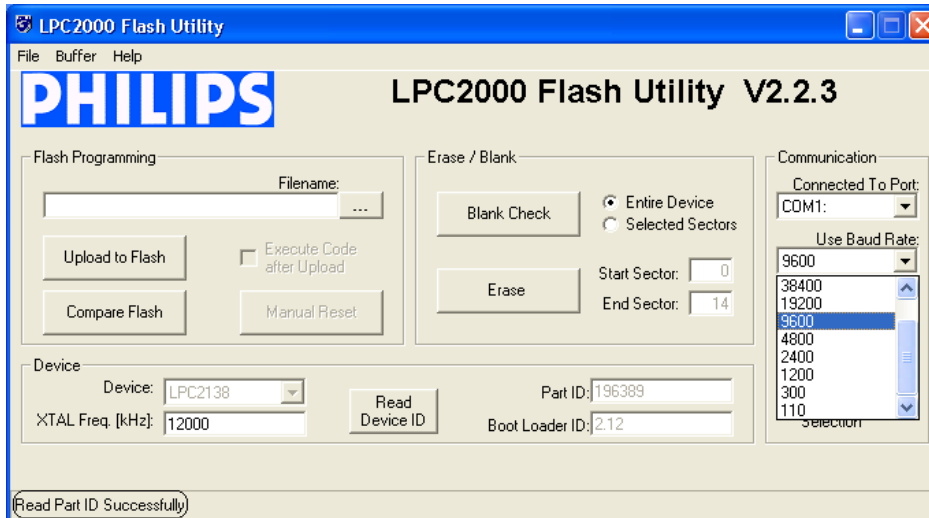 LPC2000 Flash Utility
File Buffer Help
PHILIPS
LPC2000 Flash Utility V2.2.3
Flash Programming
Filename:
...
Upload to Flash
Execute Code
after Upload
Compare Flash
Manual Reset
Erase / Blank
Blank Check
Entire Device
Selected Sectors
Erase
Start Sector: 0
End Sector: 14
Communication
Connected To Port:
COM1:
Use Baud Rate:
9600
38400
19200
9600
4800
2400
1200
300
110
Selection
Device
Device: LPC2138
XTAL Freq. [kHz]: 12000
Read
Device ID
Part ID: 196389
Boot Loader ID: 2.12
Read Part ID Successfully